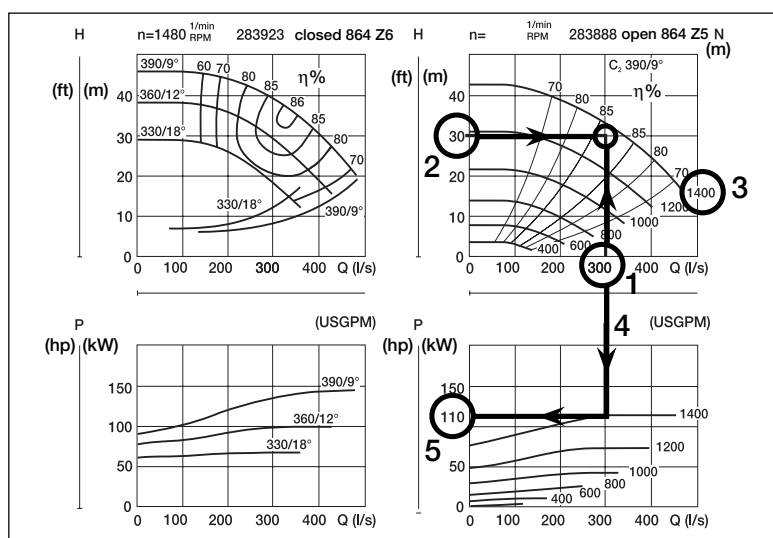 H n=1480 1/min RPM 283923 closed 864 Z6
(ft) (m)
390/9°
360/12°
330/18°
60 70 80 85 86 85 80 70
η%
40
30
20
10
0
330/18°
390/9°
0 100 200 300 400 Q (l/s)
P (USGPM)
(hp) (kW)
150
100
50
0
390/9°
360/12°
330/18°
0 100 200 300 400 Q (l/s)
H n= 1/min RPM 283888 open 864 Z5 N
(m)
(ft) (m)
C2 390/9°
η%
70 80 85 85 80 70
40
30
20
10
0
2
3
1400
1200
1000
800
600
400
0 100 200 300 400 Q (l/s)
1
4
P (USGPM)
(hp) (kW)
150
110
50
0
5
1400
1200
1000
800
600
400
0 100 200 300 400 Q (l/s)